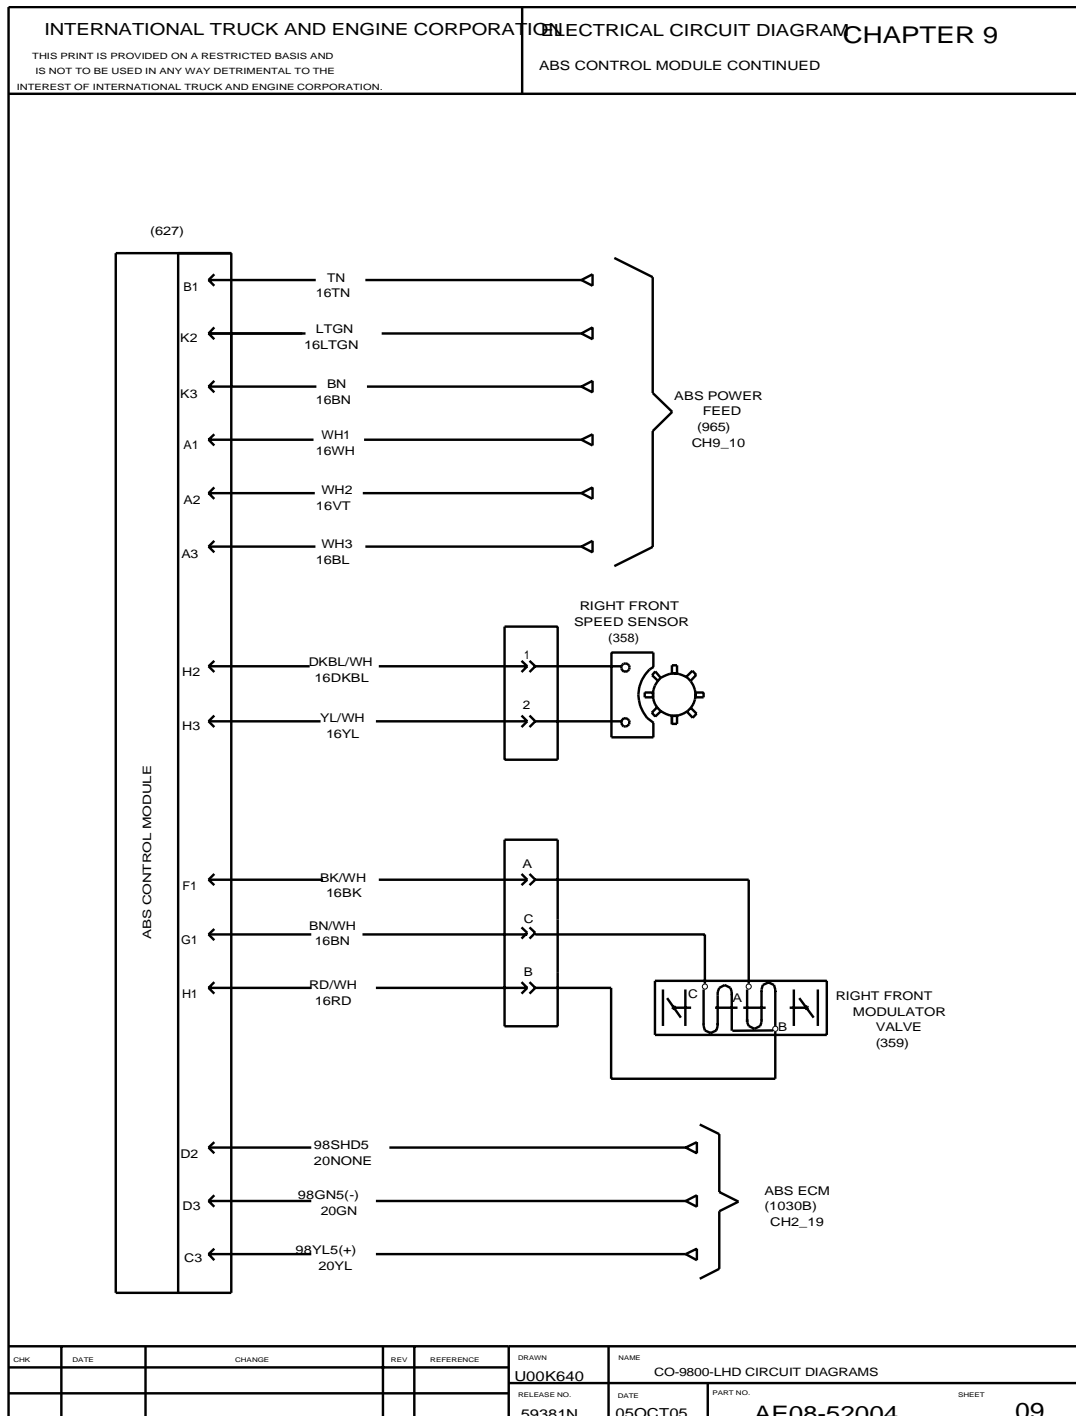 INTERNATIONAL TRUCK AND ENGINE CORPORATION
THIS PRINT IS PROVIDED ON A RESTRICTED BASIS AND
IS NOT TO BE USED IN ANY WAY DETRIMENTAL TO THE
INTEREST OF INTERNATIONAL TRUCK AND ENGINE CORPORATION.
ELECTRICAL CIRCUIT DIAGRAM
CHAPTER 9
ABS CONTROL MODULE CONTINUED
(627)
ABS CONTROL MODULE
B1
TN
16TN
K2
LTGN
16LTGN
K3
BN
16BN
A1
WH1
16WH
A2
WH2
16VT
A3
WH3
16BL
ABS POWER
FEED
(965)
CH9_10
RIGHT FRONT
SPEED SENSOR
(358)
H2
DKBL/WH
16DKBL
1
H3
YL/WH
16YL
2
F1
BK/WH
16BK
A
G1
BN/WH
16BN
C
H1
RD/WH
16RD
B
C
A
B
RIGHT FRONT
MODULATOR
VALVE
(359)
D2
98SHD5
20NONE
D3
98GN5(-)
20GN
C3
98YL5(+)
20YL
ABS ECM
(1030B)
CH2_19
CHK
DATE
CHANGE
REV
REFERENCE
DRAWN
U00K640
NAME
CO-9800-LHD CIRCUIT DIAGRAMS
RELEASE NO.
59381N
DATE
05OCT05
PART NO.
AE08-52004
SHEET
09